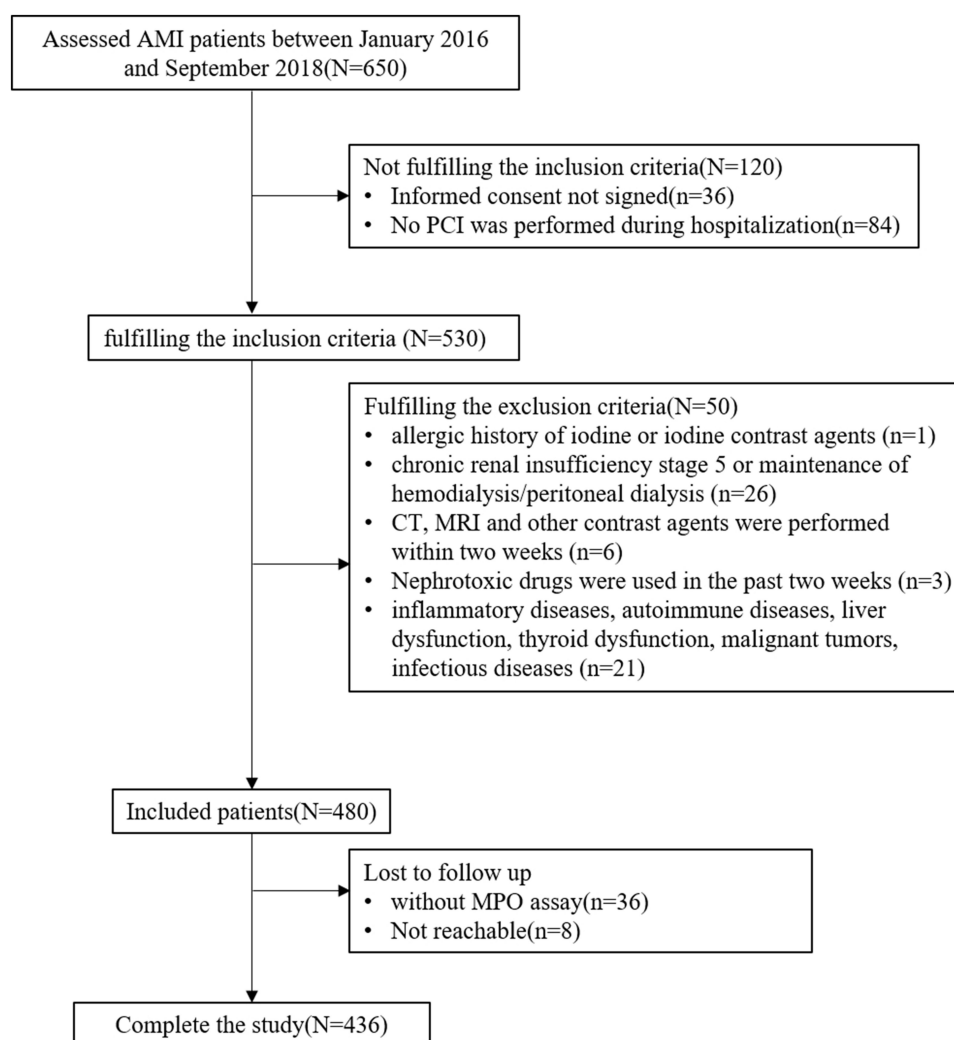 Assessed AMI patients between January 2016
and September 2018(N=650)
Not fulfilling the inclusion criteria(N=120)
• Informed consent not signed(n=36)
• No PCI was performed during hospitalization(n=84)
fulfilling the inclusion criteria (N=530)
Fulfilling the exclusion criteria(N=50)
• allergic history of iodine or iodine contrast agents (n=1)
• chronic renal insufficiency stage 5 or maintenance of
hemodialysis/peritoneal dialysis (n=26)
• CT, MRI and other contrast agents were performed
within two weeks (n=6)
• Nephrotoxic drugs were used in the past two weeks (n=3)
• inflammatory diseases, autoimmune diseases, liver
dysfunction, thyroid dysfunction, malignant tumors,
infectious diseases (n=21)
Included patients(N=480)
Lost to follow up
• without MPO assay(n=36)
• Not reachable(n=8)
Complete the study(N=436)